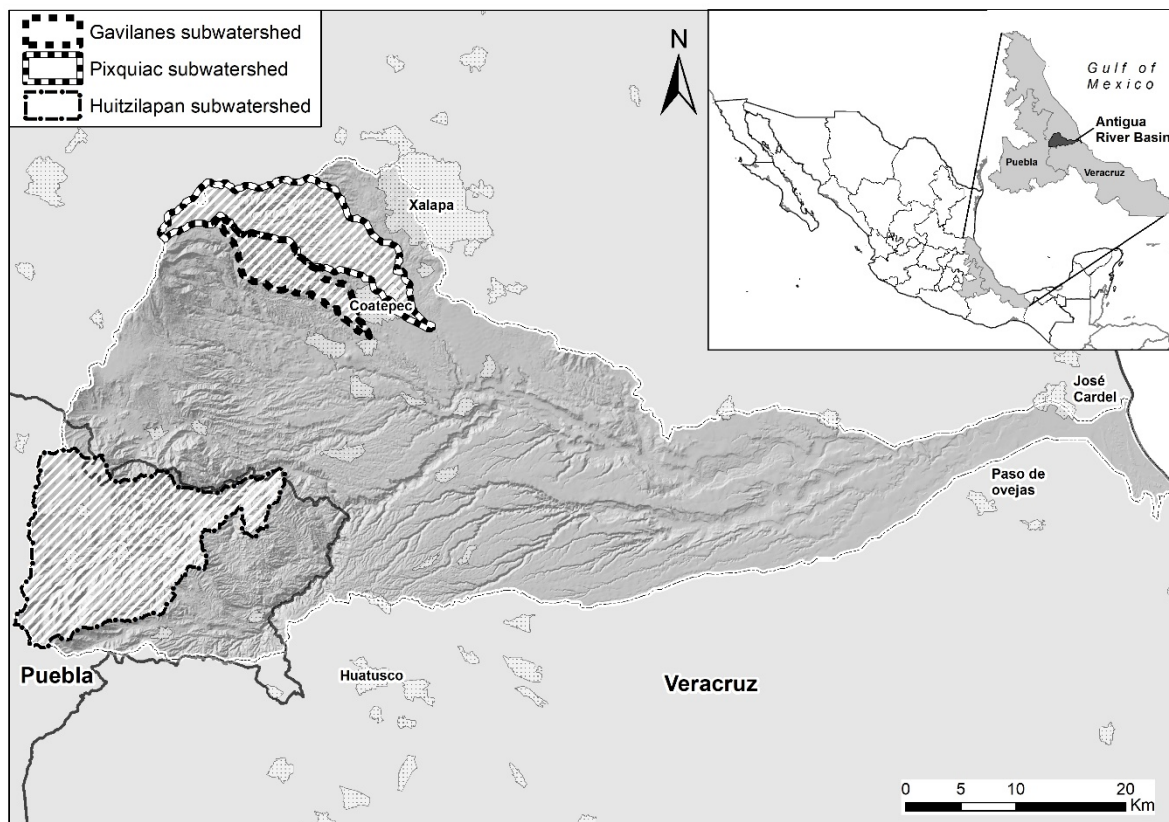 Gavilanes subwatershed
Pixquiac subwatershed
Huitzilapan subwatershed
N
Gulf of
Mexico
Antigua
River Basin
Puebla
Veracruz
Xalapa
Coatepec
José
Cardel
Paso de
ovejas
Puebla
Huatusco
Veracruz
0 5 10 20
Km